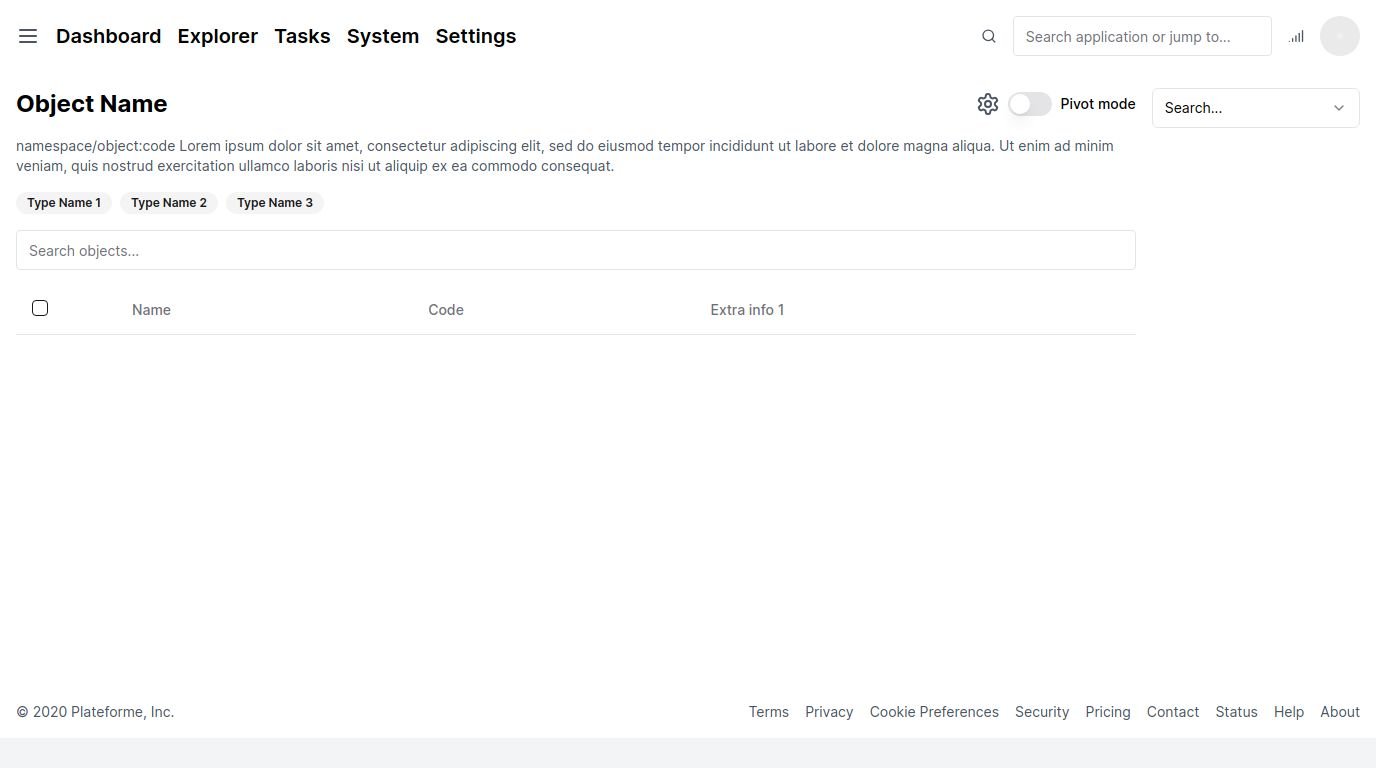 Dashboard Explorer Tasks System Settings
Search application or jump to...
Object Name
Pivot mode
Search...
namespace/object:code Lorem ipsum dolor sit amet, consectetur adipiscing elit, sed do eiusmod tempor incididunt ut labore et dolore magna aliqua. Ut enim ad minim
veniam, quis nostrud exercitation ullamco laboris nisi ut aliquip ex ea commodo consequat.
Type Name 1 Type Name 2 Type Name 3
Search objects...
Name Code Extra info 1
© 2020 Plateforme, Inc.
Terms Privacy Cookie Preferences Security Pricing Contact Status Help About